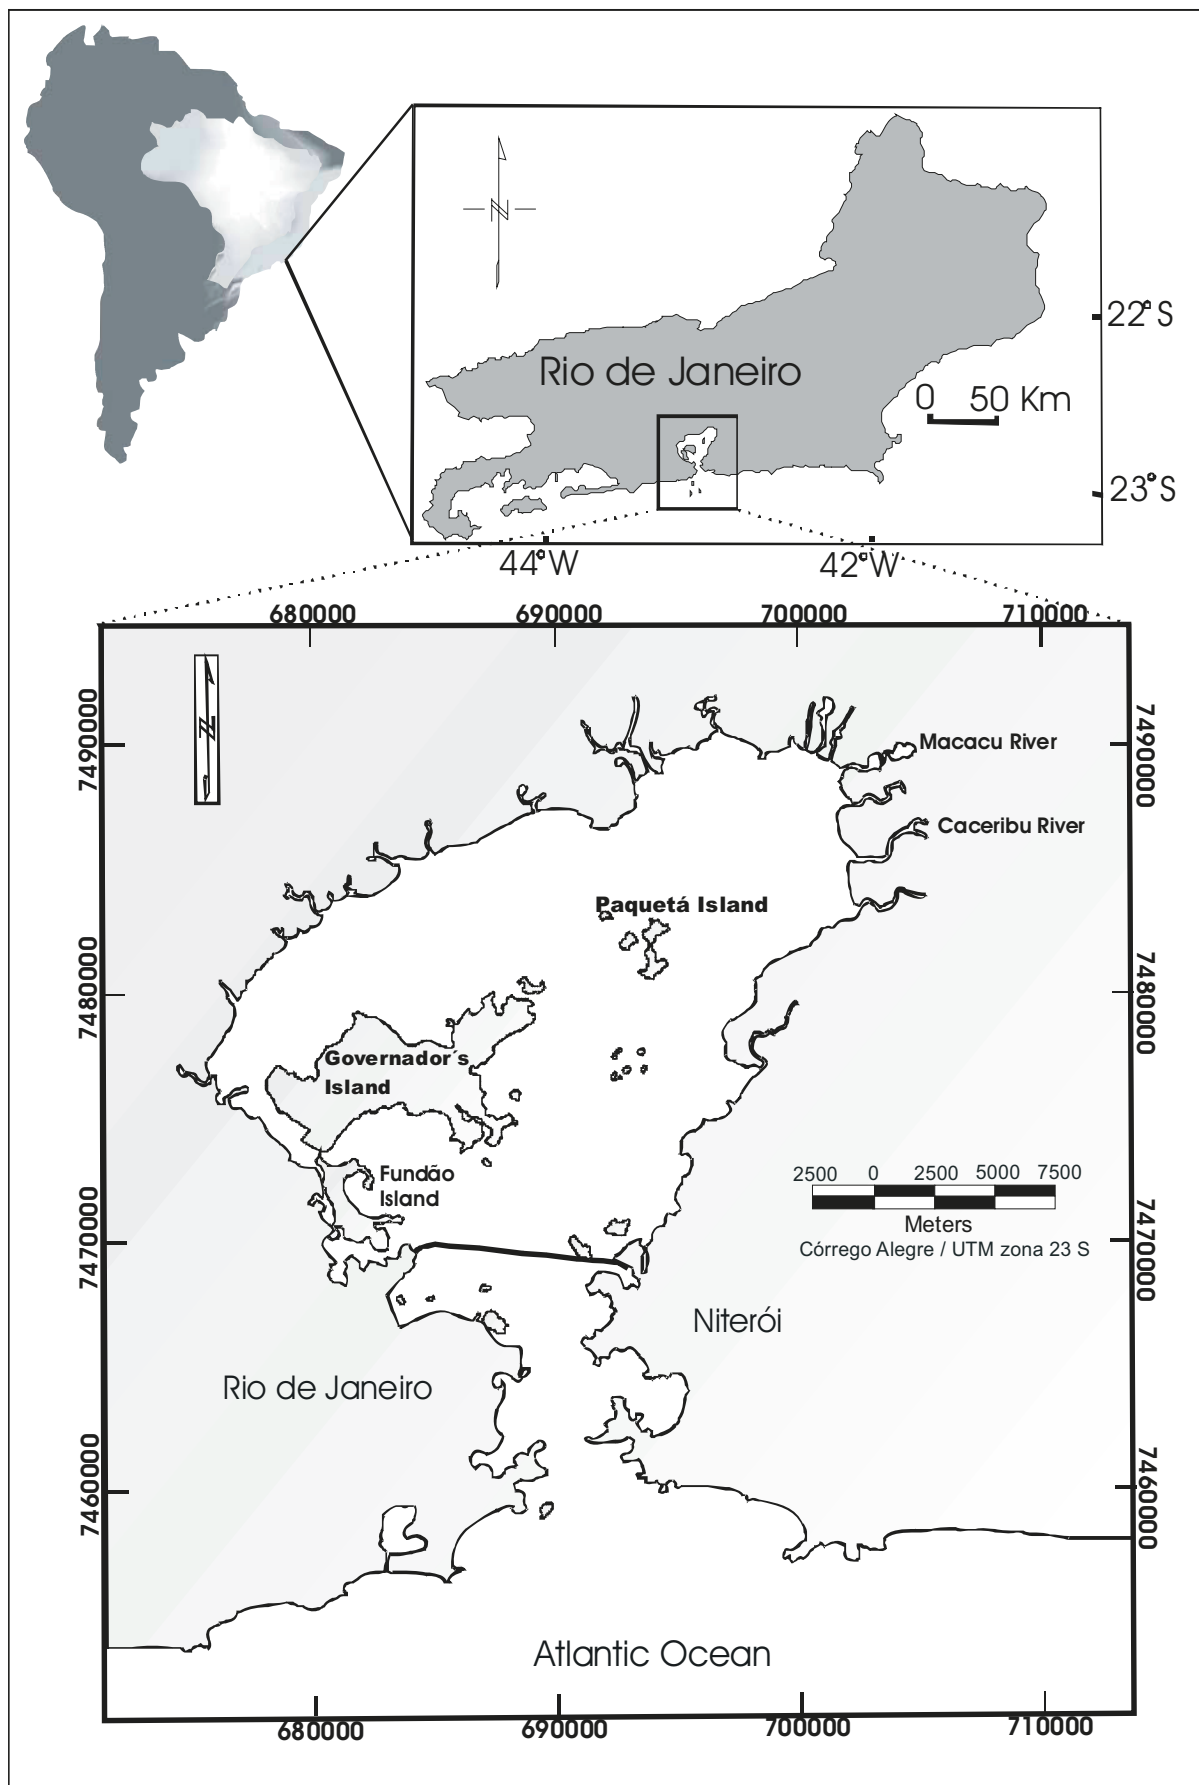 N
Rio de Janeiro
0 50 Km
22°S
23°S
44°W 42°W
680000 690000 700000 710000
N
7490000 7490000
Macacu River
Caceribu River
Paquetá Island
7480000 7480000
Governador´s
Island
Fundão
Island
2500 0 2500 5000 7500
Meters
Córrego Alegre / UTM zona 23 S
7470000 7470000
Niterói
Rio de Janeiro
7460000 7460000
Atlantic Ocean
680000 690000 700000 710000